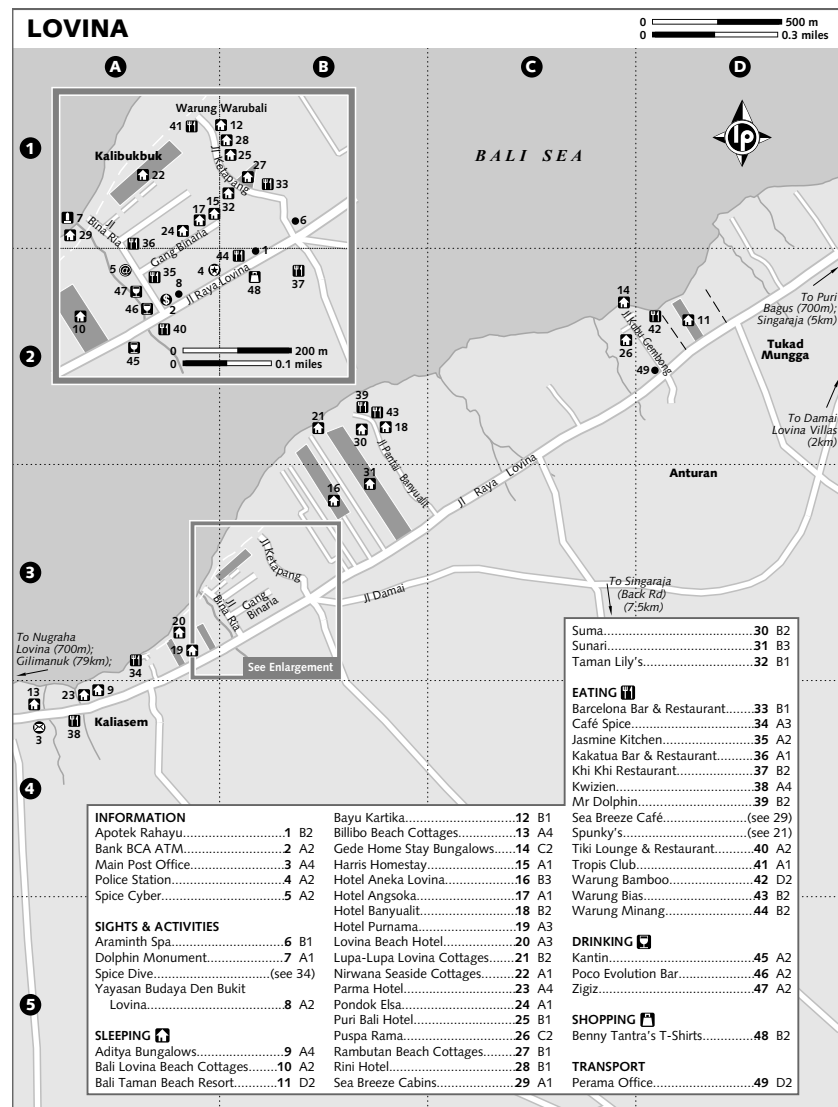 LOVINA
0 500 m
0 0.3 miles
A
B
C
D
1
2
3
4
5
BALI SEA
lp
Warung Warubali
41
12
28
25
27
33
Kalibukbuk
22
Jl Ketapang
15
32
17
24
6
7
29
Jl Bina Ria
36
Gang Binaria
44
1
5 @
35
4
8
48
37
47
46
$
2
Jl Raya Lovina
10
40
45
0 200 m
0 0.1 miles
14
Jl Kubu Gembong
26
42
11
49
To Puri
Bagus (700m);
Singaraja (5km)
Tukad
Mungga
To Damai
Lovina Villas
(2km)
Anturan
21
39
43
30
18
Jl Pantai Banyualit
31
16
Jl Raya Lovina
Jl Ketapang
Jl Bina Ria
Gang Binaria
Jl Damai
To Singaraja
(Back Rd)
(7.5km)
20
19
34
See Enlargement
To Nugraha
Lovina (700m);
Gilimanuk (79km);
13
23
9
3
38
Kaliasem
INFORMATION
Apotek Rahayu 1 B2
Bank BCA ATM 2 A2
Main Post Office 3 A4
Police Station 4 A2
Spice Cyber 5 A2
SIGHTS & ACTIVITIES
Araminth Spa 6 B1
Dolphin Monument 7 A1
Spice Dive (see 34)
Yayasan Budaya Den Bukit
Lovina 8 A2
SLEEPING
Aditya Bungalows 9 A4
Bali Lovina Beach Cottages 10 A2
Bali Taman Beach Resort 11 D2
Bayu Kartika 12 B1
Billibo Beach Cottages 13 A4
Gede Home Stay Bungalows 14 C2
Harris Homestay 15 A1
Hotel Aneka Lovina 16 B3
Hotel Angsoka 17 A1
Hotel Banyualit 18 B2
Hotel Purnama 19 A3
Lovina Beach Hotel 20 A3
Lupa-Lupa Lovina Cottages 21 B2
Nirwana Seaside Cottages 22 A1
Parma Hotel 23 A4
Pondok Elsa 24 A1
Puri Bali Hotel 25 B1
Puspa Rama 26 C2
Rambutan Beach Cottages 27 B1
Rini Hotel 28 B1
Sea Breeze Cabins 29 A1
Suma 30 B2
Sunari 31 B3
Taman Lily's 32 B1
EATING
Barcelona Bar & Restaurant 33 B1
Café Spice 34 A3
Jasmine Kitchen 35 A2
Kakatua Bar & Restaurant 36 A1
Khi Khi Restaurant 37 B2
Kwizien 38 A4
Mr Dolphin 39 B2
Sea Breeze Café (see 29)
Spunky's (see 21)
Tiki Lounge & Restaurant 40 A2
Tropis Club 41 A1
Warung Bamboo 42 D2
Warung Bias 43 B2
Warung Minang 44 B2
DRINKING
Kantin 45 A2
Poco Evolution Bar 46 A2
Zigiz 47 A2
SHOPPING
Benny Tantra's T-Shirts 48 B2
TRANSPORT
Perama Office 49 D2